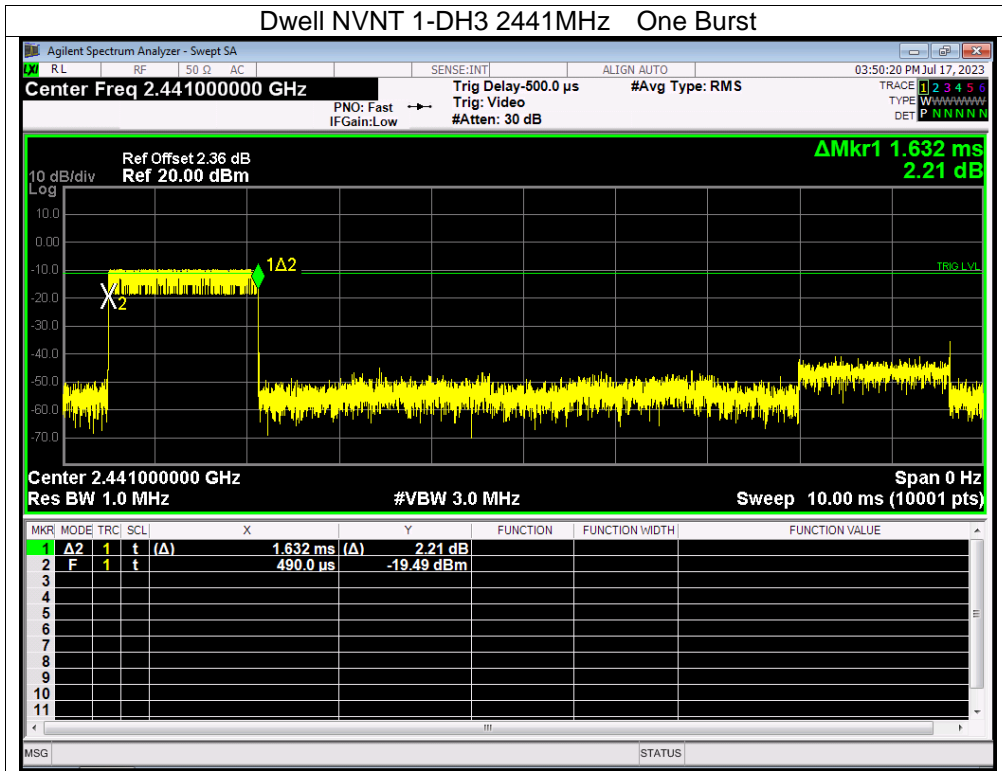 Dwell NVNT 1-DH3 2441MHz One Burst
Agilent Spectrum Analyzer - Swept SA
LXI RL RF 50 Ω AC SENSE:INT ALIGN AUTO 03:50:20 PM Jul 17, 2023
Center Freq 2.441000000 GHz Trig Delay-500.0 µs #Avg Type: RMS TRACE 1 2 3 4 5 6
PNO: Fast Trig: Video TYPE WWWWWW
IFGain:Low #Atten: 30 dB DET P N N N N N
ΔMkr1 1.632 ms
2.21 dB
Ref Offset 2.36 dB
10 dB/div Ref 20.00 dBm
Log
10.0
0.00
-10.0 1Δ2 TRIG LVL
-20.0 2
-30.0
-40.0
-50.0
-60.0
-70.0
Center 2.441000000 GHz Span 0 Hz
Res BW 1.0 MHz #VBW 3.0 MHz Sweep 10.00 ms (10001 pts)
MKR MODE TRC SCL X Y FUNCTION FUNCTION WIDTH FUNCTION VALUE
1 Δ2 1 t (Δ) 1.632 ms (Δ) 2.21 dB
2 F 1 t 490.0 µs -19.49 dBm
3
4
5
6
7
8
9
10
11
MSG STATUS